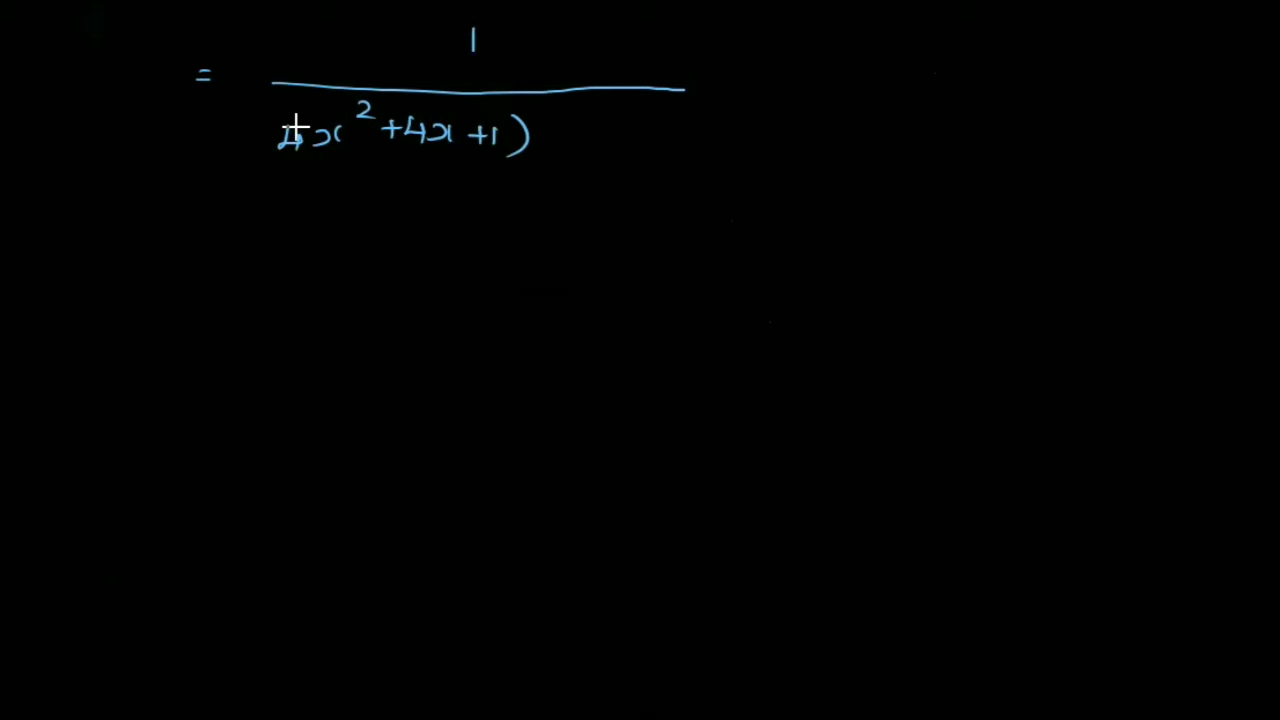 = 1
4x² +4x +1)